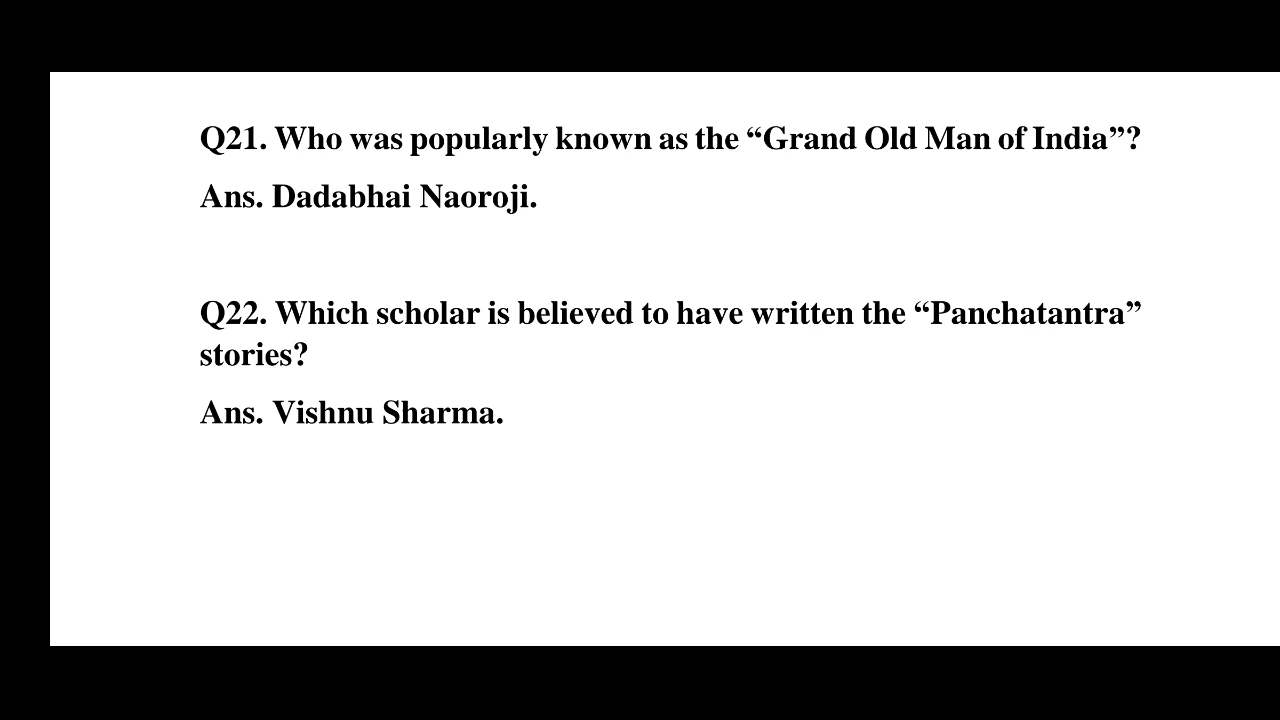 Q21. Who was popularly known as the “Grand Old Man of India”?
Ans. Dadabhai Naoroji.
Q22. Which scholar is believed to have written the “Panchatantra”
stories?
Ans. Vishnu Sharma.